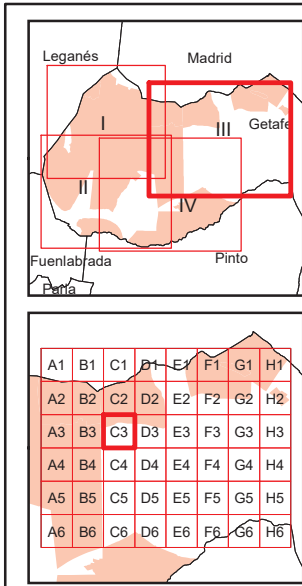 Leganés Madrid
I III
Getafe
II
IV
Fuenlabrada Pinto
Parla
A1 B1 C1 D1 E1 F1 G1 H1
A2 B2 C2 D2 E2 F2 G2 H2
A3 B3 C3 D3 E3 F3 G3 H3
A4 B4 C4 D4 E4 F4 G4 H4
A5 B5 C5 D5 E5 F5 G5 H5
A6 B6 C6 D6 E6 F6 G6 H6